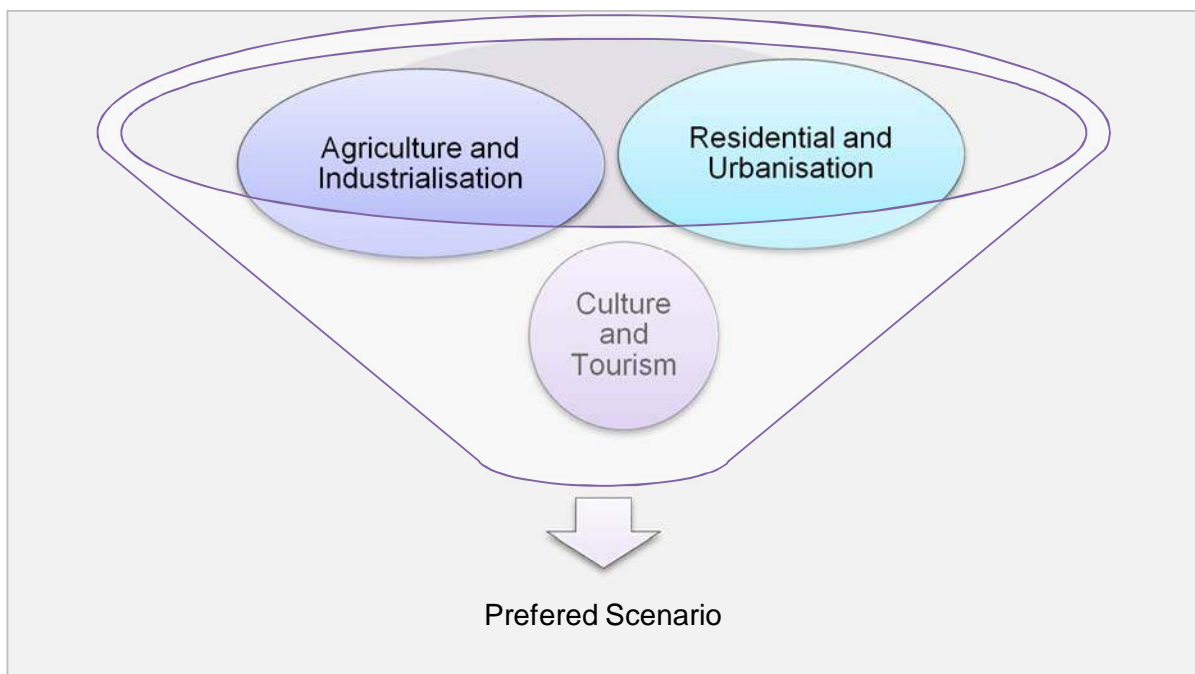 Agriculture and
Industrialisation
Residential and
Urbanisation
Culture
and
Tourism
Prefered Scenario